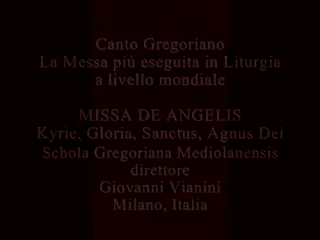 Canto Gregoriano
La Messa più eseguita in Liturgia
a livello mondiale
MISSA DE ANGELIS
Kyrie, Gloria, Sanctus, Agnus Dei
Schola Gregoriana Mediolanensis
direttore
Giovanni Vianini
Milano, Italia